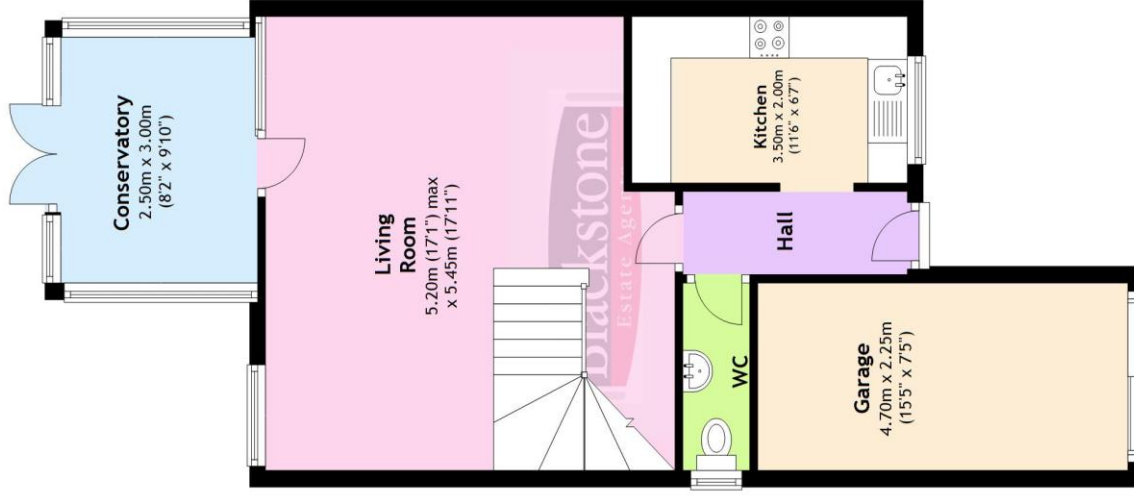 Conservatory
2.50m x 3.00m
(8'2" x 9'10")
Living
Room
5.20m (17'1") max
x 5.45m (17'11")
Kitchen
3.50m x 2.00m
(11'6" x 6'7")
Hall
WC
Garage
4.70m x 2.25m
(15'5" x 7'5")
blackstone
Estate Agen